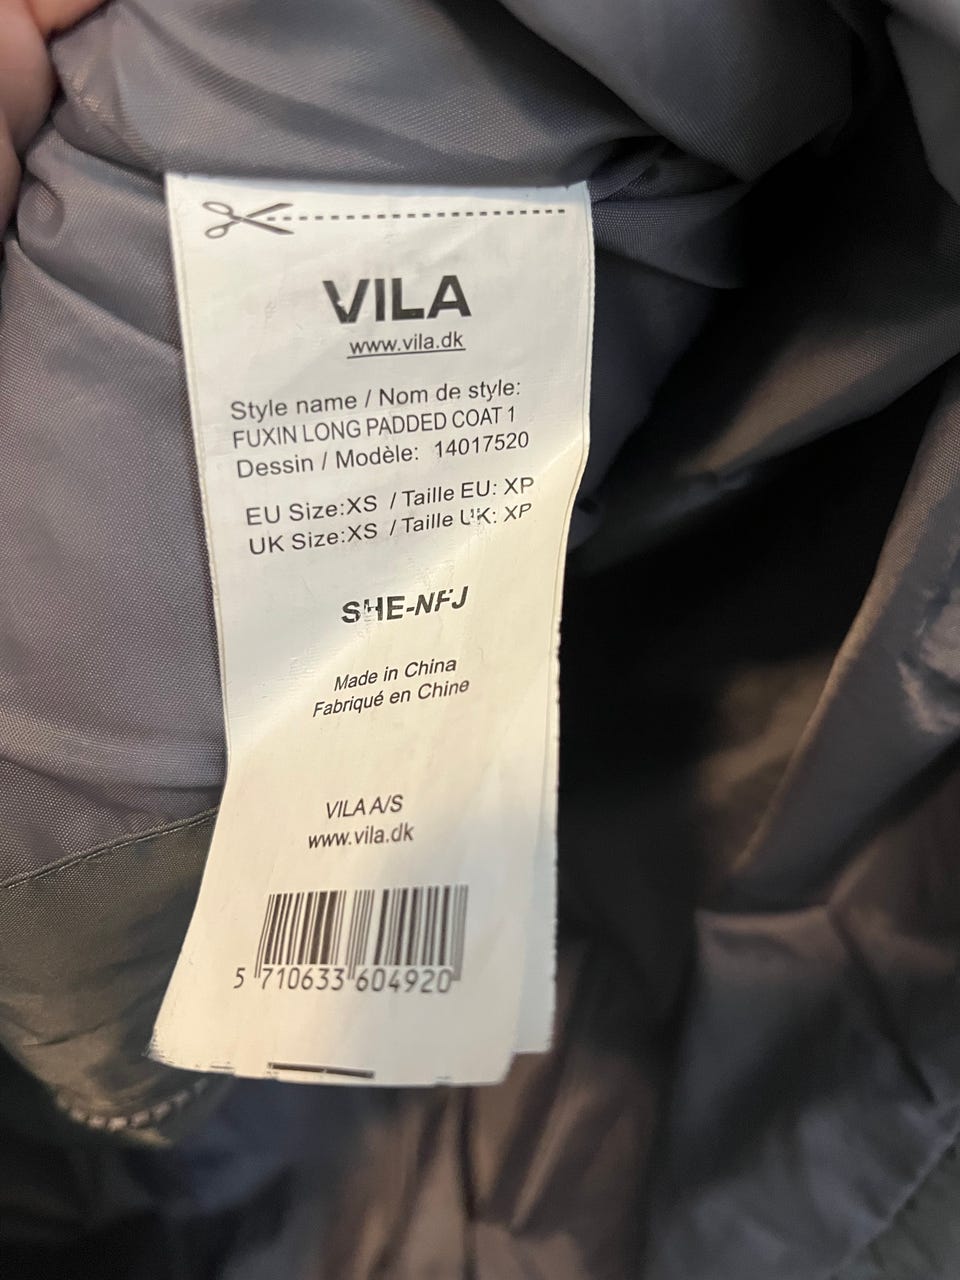 VILA
www.vila.dk
Style name / Nom de style:
FUXIN LONG PADDED COAT 1
Dessin / Modèle: 14017520
EU Size:XS / Taille EU: XP
UK Size:XS / Taille UK: XP
SHE-NFJ
Made in China
Fabriqué en Chine
VILA A/S
www.vila.dk
5 710633 604920